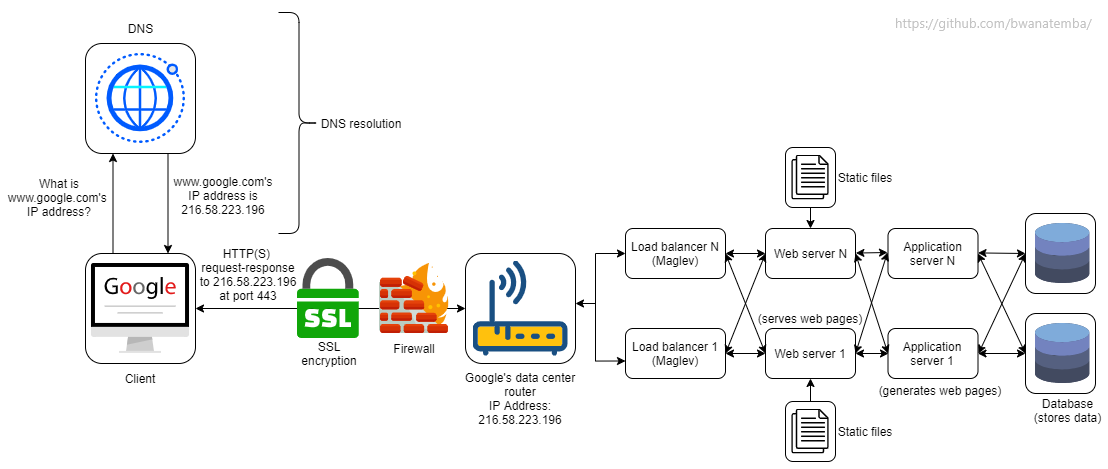 https://github.com/bwanatemba/
DNS
DNS resolution
What is
www.google.com's
IP address?
www.google.com's
IP address is
216.58.223.196
HTTP(S)
request-response
to 216.58.223.196
at port 443
Google
Client
SSL
SSL
encryption
Firewall
Google's data center
router
IP Address:
216.58.223.196
Load balancer N
(Maglev)
Load balancer 1
(Maglev)
Static files
Web server N
(serves web pages)
Web server 1
Static files
Application
server N
Application
server 1
(generates web pages)
Database
(stores data)